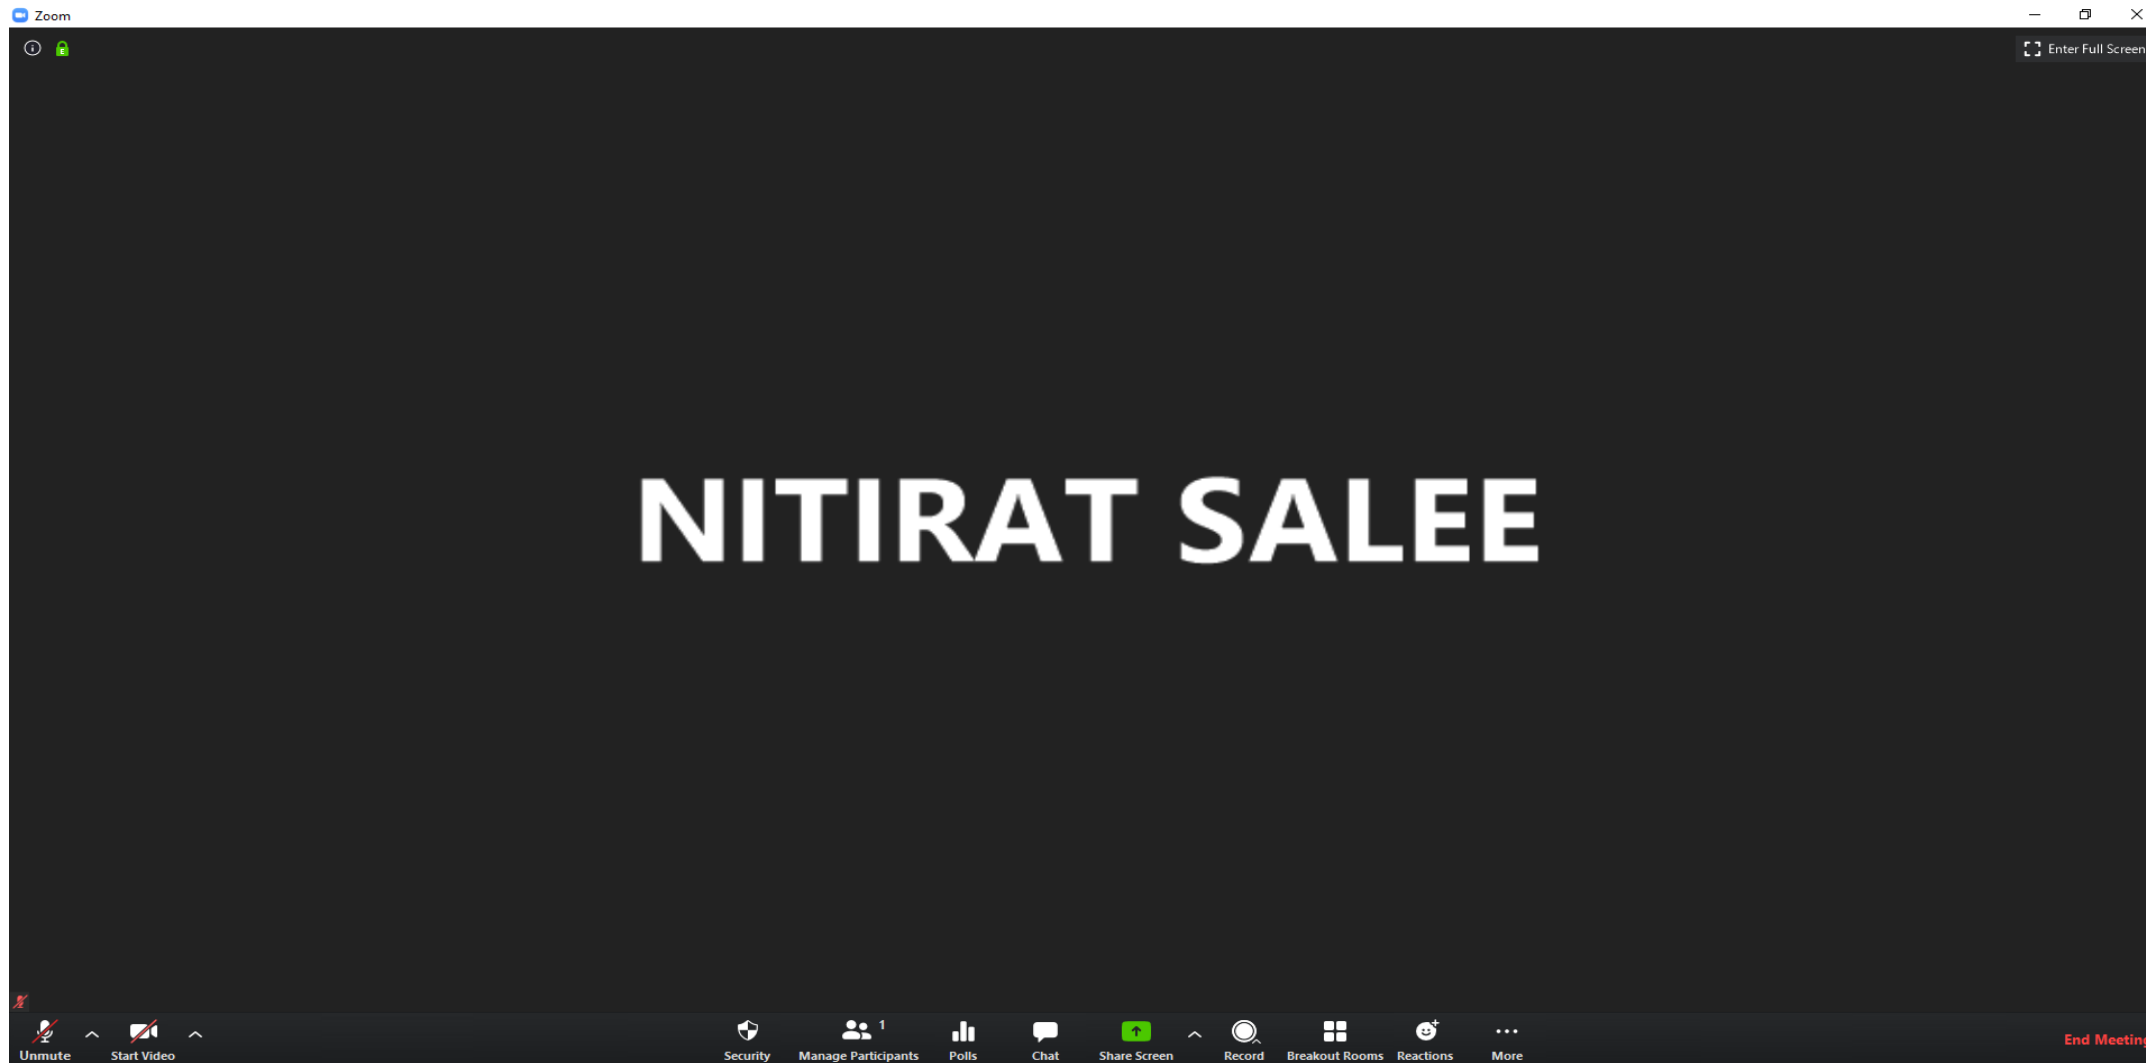 Zoom
Enter Full Screen
NITIRAT SALEE
Unmute
Start Video
Security
Manage Participants
1
Polls
Chat
Share Screen
Record
Breakout Rooms
Reactions
More
End Meeting